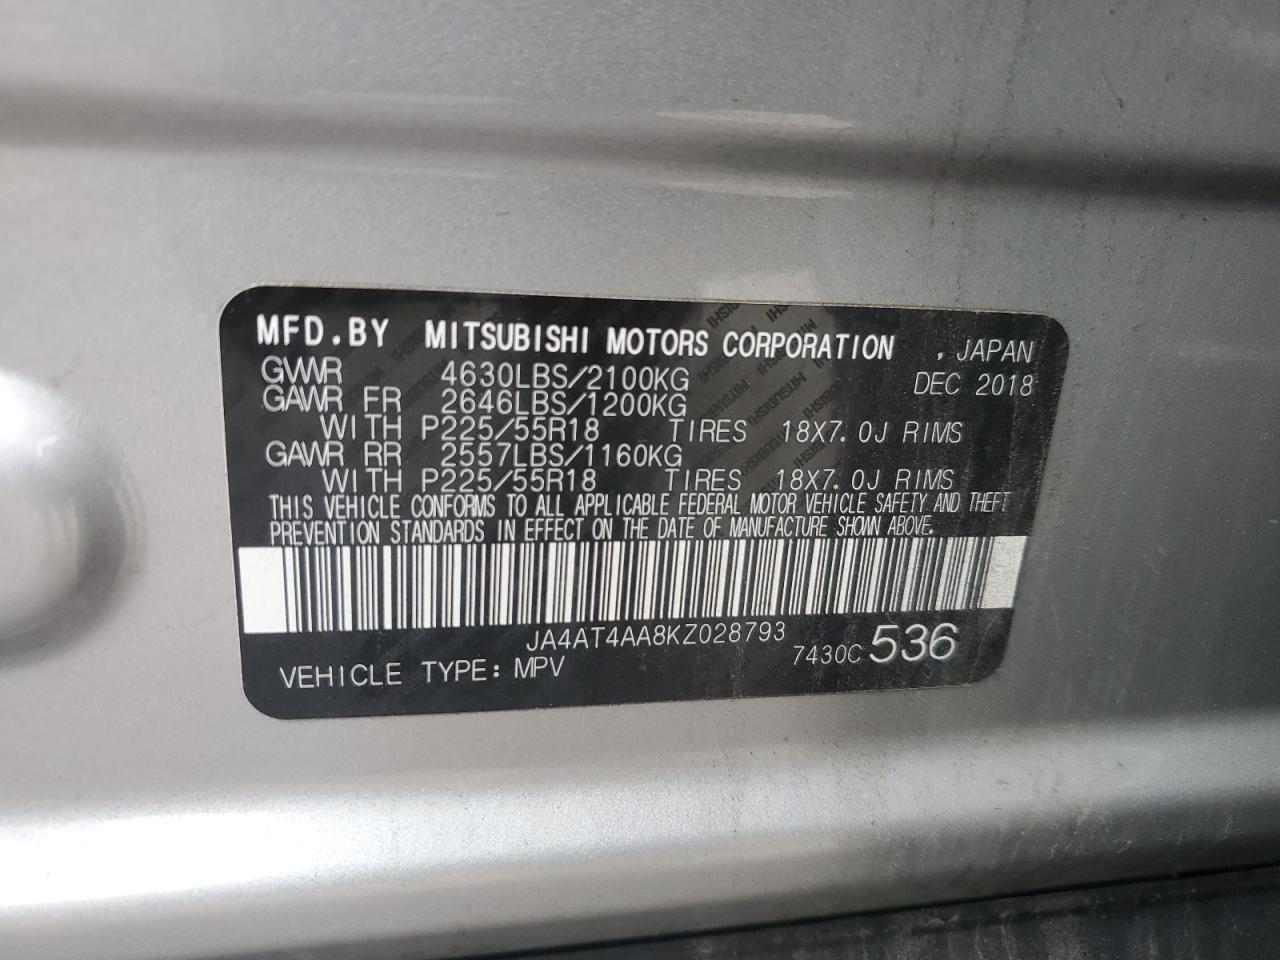 MFD.BY MITSUBISHI MOTORS CORPORATION , JAPAN
GVWR 4630LBS/2100KG DEC 2018
GAWR FR 2646LBS/1200KG
WITH P225/55R18 TIRES 18X7.0J RIMS
GAWR RR 2557LBS/1160KG
WITH P225/55R18 TIRES 18X7.0J RIMS
THIS VEHICLE CONFORMS TO ALL APPLICABLE FEDERAL MOTOR VEHICLE SAFETY AND THEFT
PREVENTION STANDARDS IN EFFECT ON THE DATE OF MANUFACTURE SHOWN ABOVE.
JA4AT4AA8KZ028793
VEHICLE TYPE: MPV 7430C 536